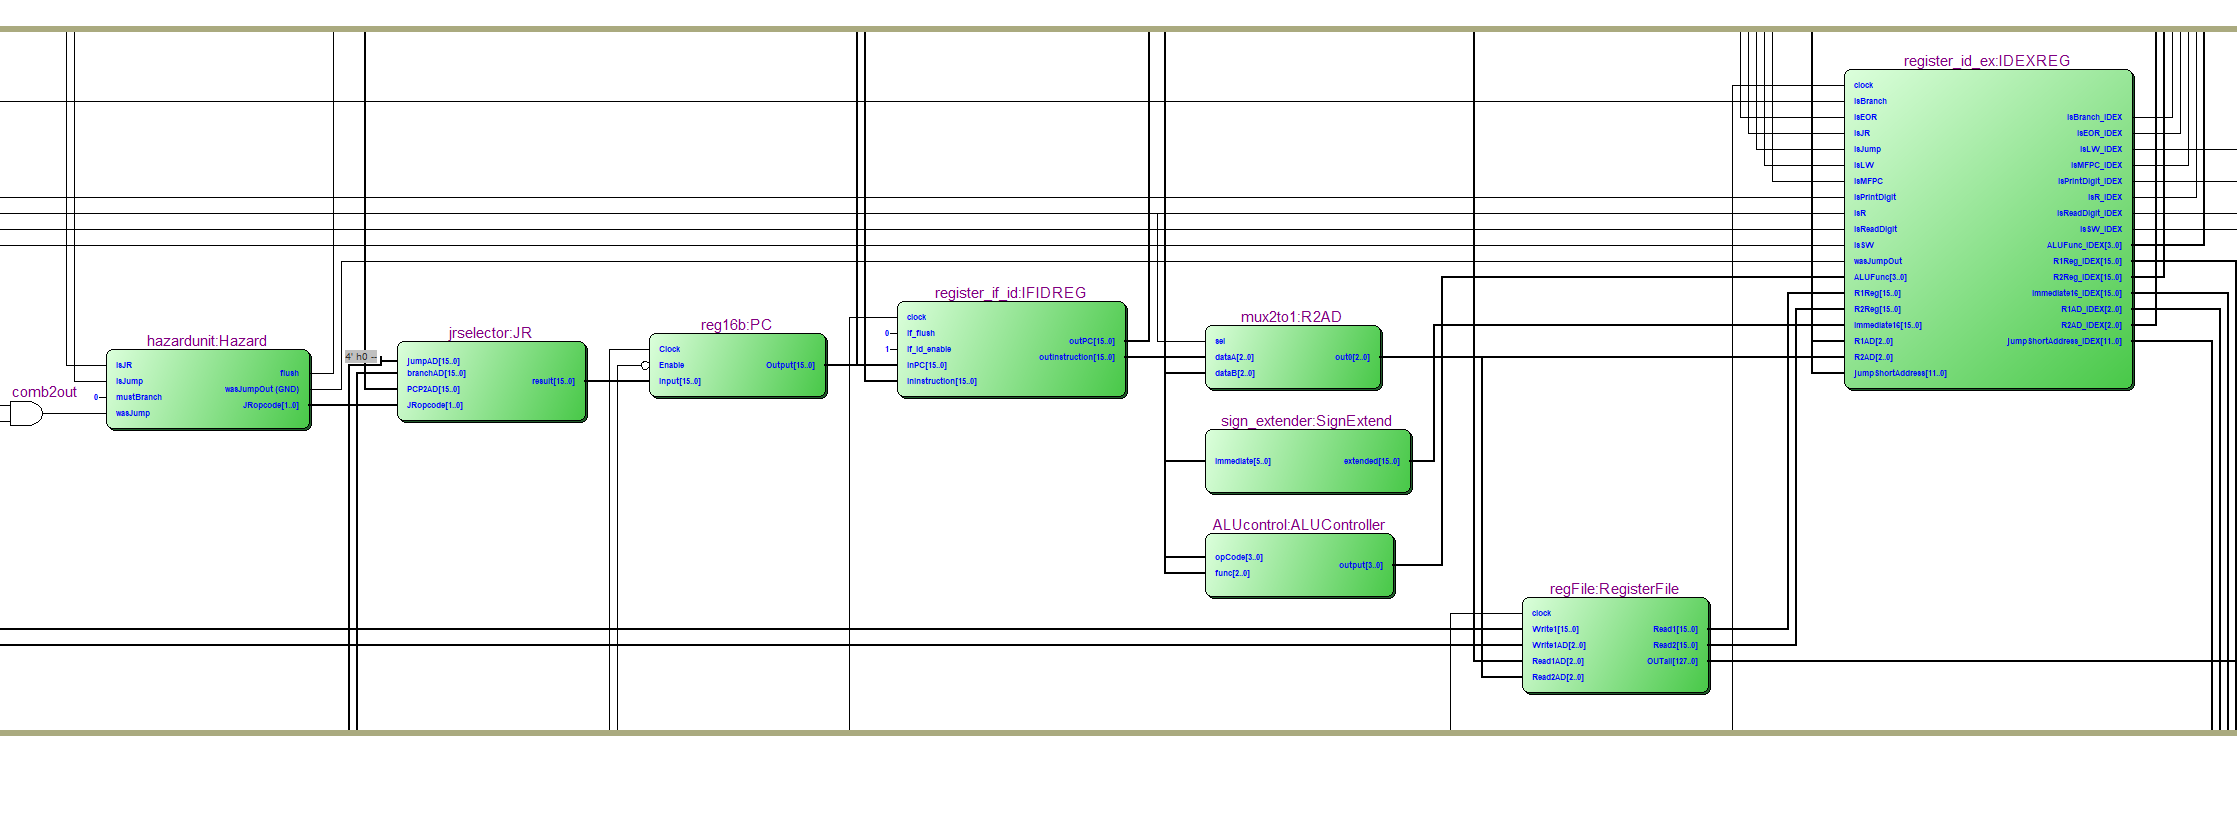 comb2out
hazardunit:Hazard
isJR
isJump
0
mustBranch
wasJump
flush
wasJumpOut (GND)
JRopcode[1..0]
4' h0
jrselector:JR
jumpAD[15..0]
branchAD[15..0]
PCP2AD[15..0]
JRopcode[1..0]
result[15..0]
reg16b:PC
Clock
Enable
Input[15..0]
Output[15..0]
register_if_id:IFIDREG
clock
0
if_flush
1
if_id_enable
inPC[15..0]
inInstruction[15..0]
outPC[15..0]
outInstruction[15..0]
mux2to1:R2AD
sel
dataA[2..0]
dataB[2..0]
out0[2..0]
sign_extender:SignExtend
immediate[5..0]
extended[15..0]
ALUcontrol:ALUController
opCode[3..0]
func[2..0]
output[3..0]
regFile:RegisterFile
clock
Write1[15..0]
Write1AD[2..0]
Read1AD[2..0]
Read2AD[2..0]
Read1[15..0]
Read2[15..0]
OUTall[127..0]
register_id_ex:IDEXREG
clock
isBranch
isEOR
isJR
isJump
isLW
isMFPC
isPrintDigit
isR
isReadDigit
isSW
wasJumpOut
ALUFunc[3..0]
R1Reg[15..0]
R2Reg[15..0]
immediate16[15..0]
R1AD[2..0]
R2AD[2..0]
jumpShortAddress[11..0]
isBranch_IDEX
isEOR_IDEX
isLW_IDEX
isMFPC_IDEX
isPrintDigit_IDEX
isR_IDEX
isReadDigit_IDEX
isSW_IDEX
ALUFunc_IDEX[3..0]
R1Reg_IDEX[15..0]
R2Reg_IDEX[15..0]
immediate16_IDEX[15..0]
R1AD_IDEX[2..0]
R2AD_IDEX[2..0]
jumpShortAddress_IDEX[11..0]